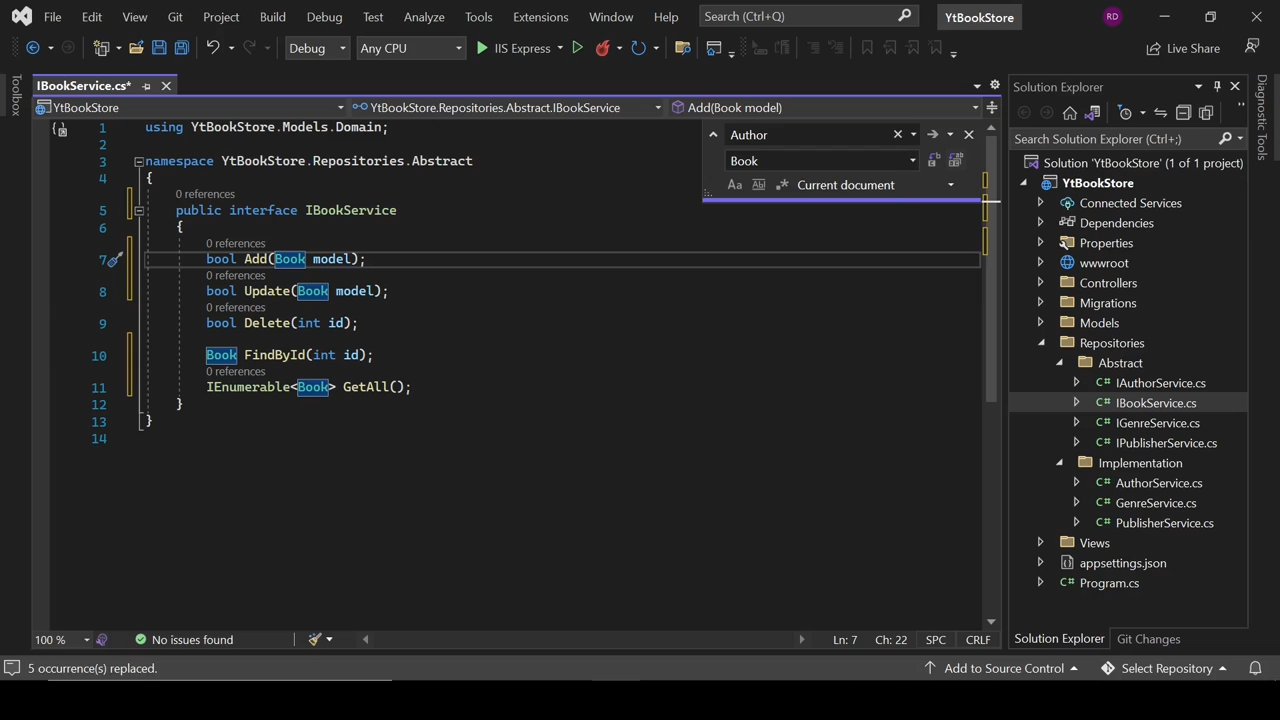 File Edit View Git Project Build Debug Test Analyze Tools Extensions Window Help Search (Ctrl+Q) YtBookStore RD
Debug Any CPU IIS Express Live Share
IBookService.cs*
YtBookStore YtBookStore.Repositories.Abstract.IBookService Add(Book model)
Toolbox
Author
Book
Aa Current document
1 using YtBookStore.Models.Domain;
2
3 namespace YtBookStore.Repositories.Abstract
4 {
0 references
5 public interface IBookService
6 {
0 references
7 bool Add(Book model);
0 references
8 bool Update(Book model);
0 references
9 bool Delete(int id);
10 Book FindById(int id);
0 references
11 IEnumerable<Book> GetAll();
12 }
13 }
14
100 % No issues found Ln: 7 Ch: 22 SPC CRLF
Solution Explorer
Search Solution Explorer (Ctrl+;)
Solution 'YtBookStore' (1 of 1 project)
YtBookStore
Connected Services
Dependencies
Properties
wwwroot
Controllers
Migrations
Models
Repositories
Abstract
C# IAuthorService.cs
C# IBookService.cs
C# IGenreService.cs
C# IPublisherService.cs
Implementation
C# AuthorService.cs
C# GenreService.cs
C# PublisherService.cs
Views
appsettings.json
C# Program.cs
Solution Explorer Git Changes
Diagnostic Tools
5 occurrence(s) replaced. Add to Source Control Select Repository